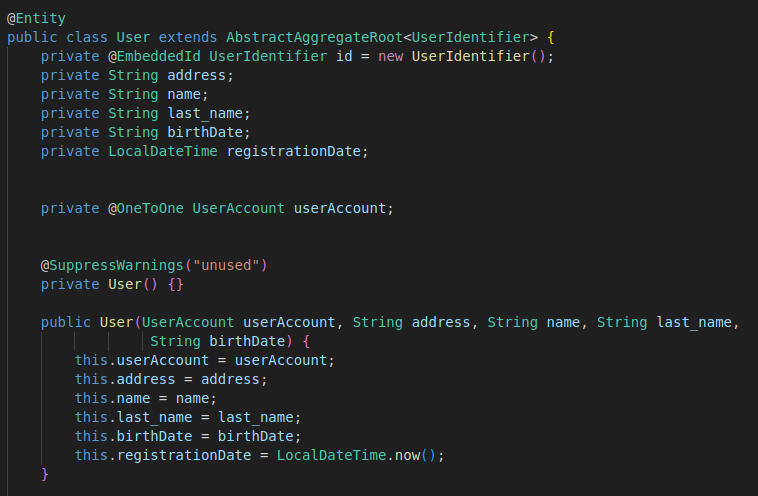 @Entity
public class User extends AbstractAggregateRoot<UserIdentifier> {
    private @EmbeddedId UserIdentifier id = new UserIdentifier();
    private String address;
    private String name;
    private String last_name;
    private String birthDate;
    private LocalDateTime registrationDate;
    private @OneToOne UserAccount userAccount;
    @SuppressWarnings("unused")
    private User() {}
    public User(UserAccount userAccount, String address, String name, String last_name,
                 String birthDate) {
        this.userAccount = userAccount;
        this.address = address;
        this.name = name;
        this.last_name = last_name;
        this.birthDate = birthDate;
        this.registrationDate = LocalDateTime.now();
    }